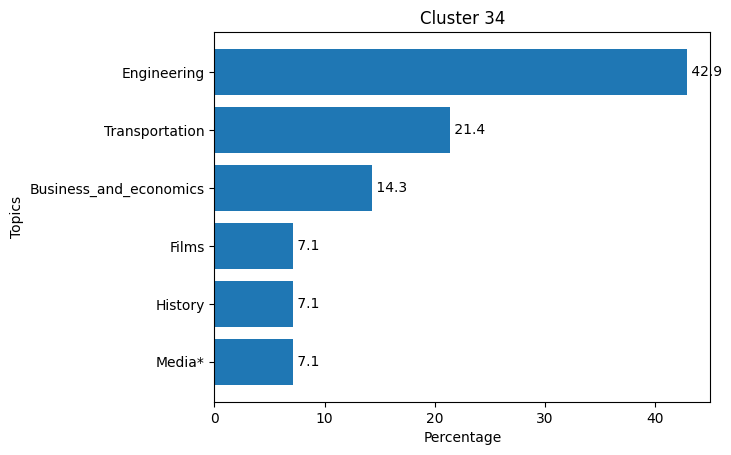 Cluster 34
Engineering 42.9
Transportation 21.4
Business_and_economics 14.3
Films 7.1
History 7.1
Media* 7.1
Topics
0 10 20 30 40
Percentage